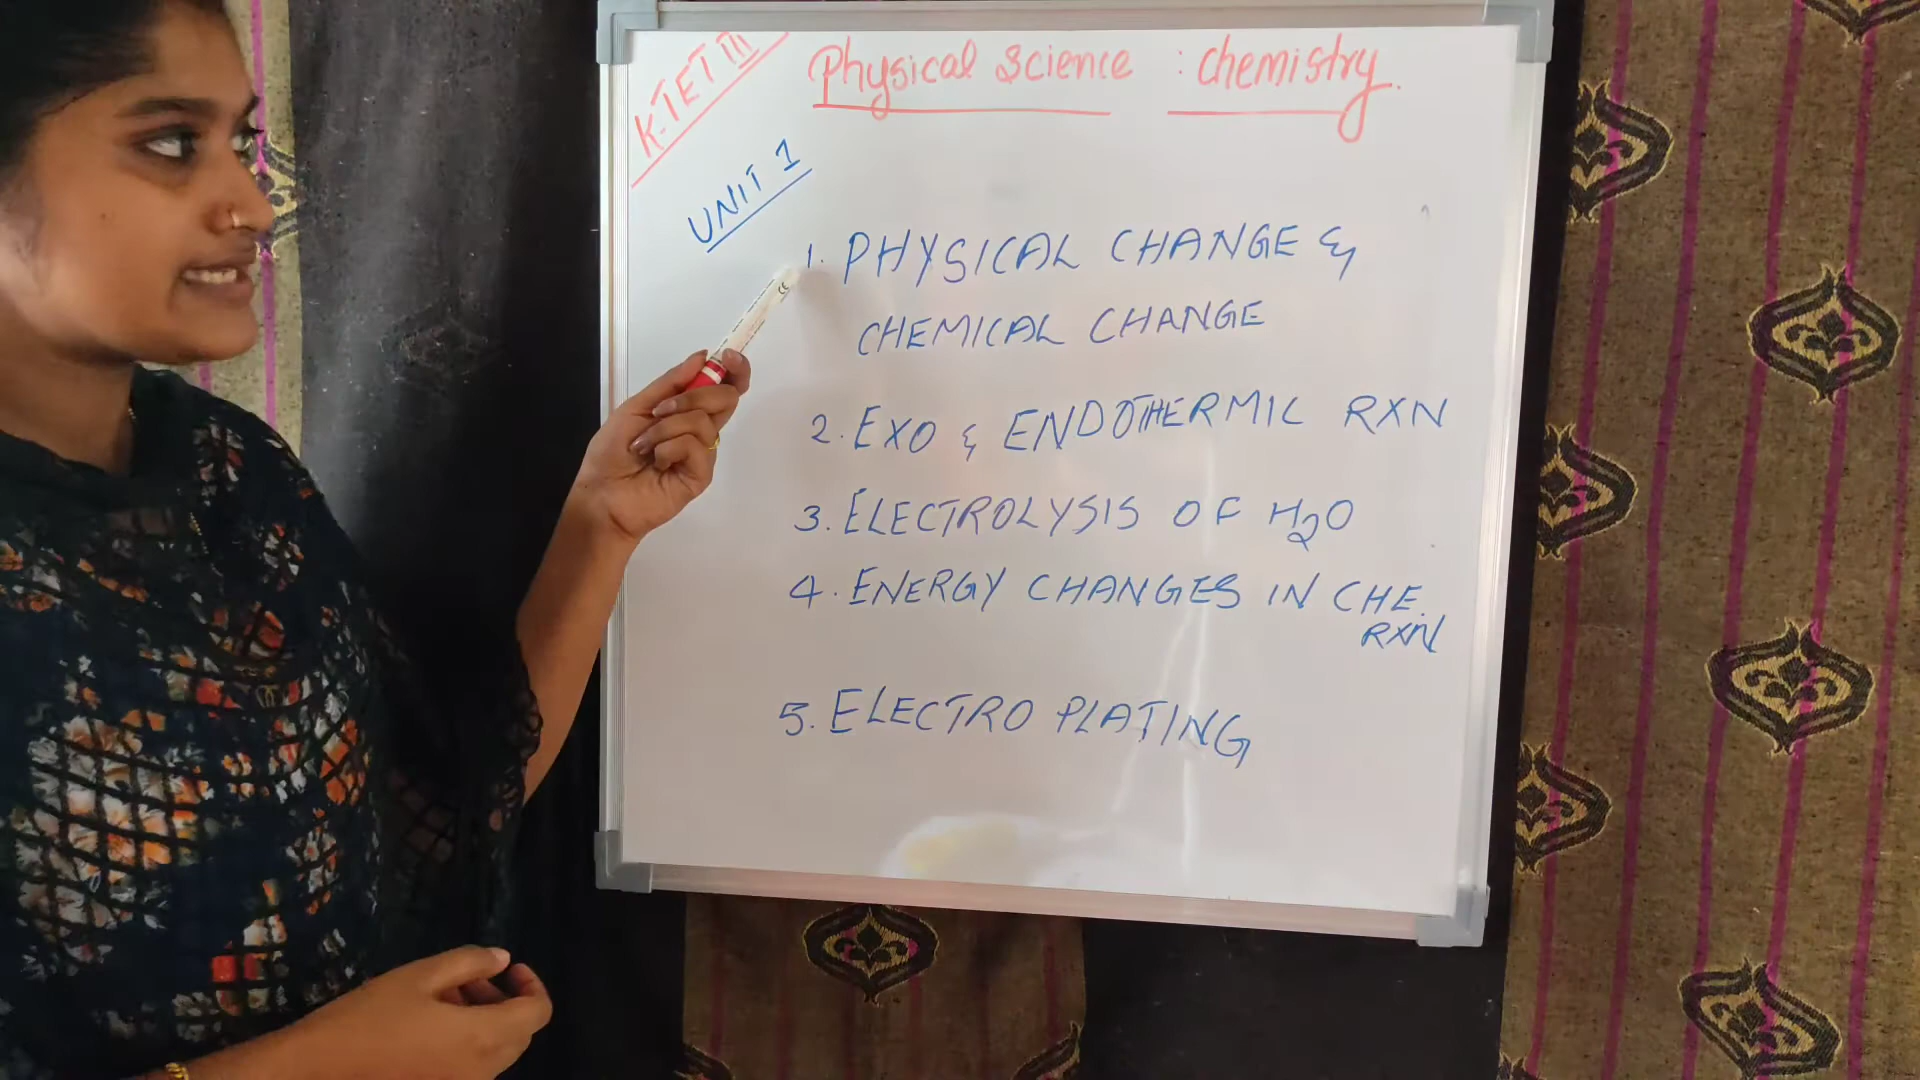 K-TET III
Physical Science : Chemistry.
UNIT 1
1. PHYSICAL CHANGE &
CHEMICAL CHANGE
2. EXO & ENDOTHERMIC RXN
3. ELECTROLYSIS OF H2O
4. ENERGY CHANGES IN CHE.
RXN
5. ELECTRO PLATING